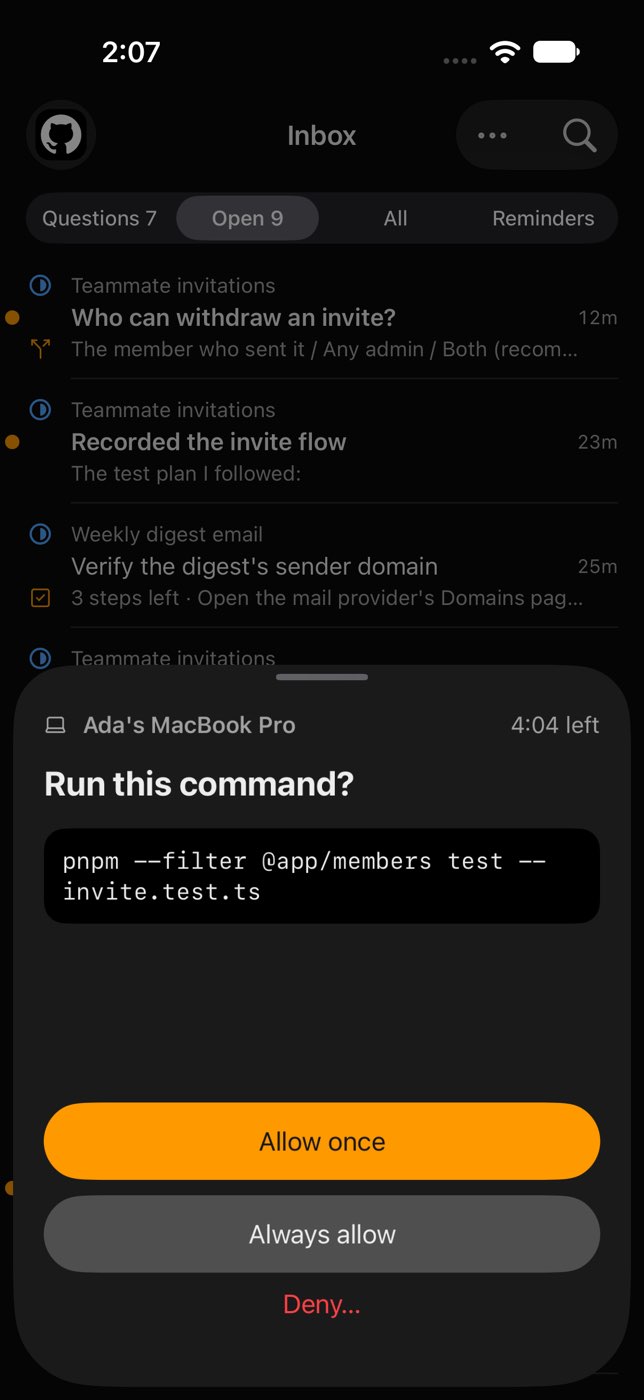 2:07
Inbox
Questions 7
Open 9
All
Reminders
Teammate invitations
Who can withdraw an invite?
12m
The member who sent it / Any admin / Both (recom...
Teammate invitations
Recorded the invite flow
23m
The test plan I followed:
Weekly digest email
Verify the digest's sender domain
25m
3 steps left · Open the mail provider's Domains pag...
Teammate invitations
Ada's MacBook Pro
4:04 left
Run this command?
pnpm --filter @app/members test --
invite.test.ts
Allow once
Always allow
Deny...